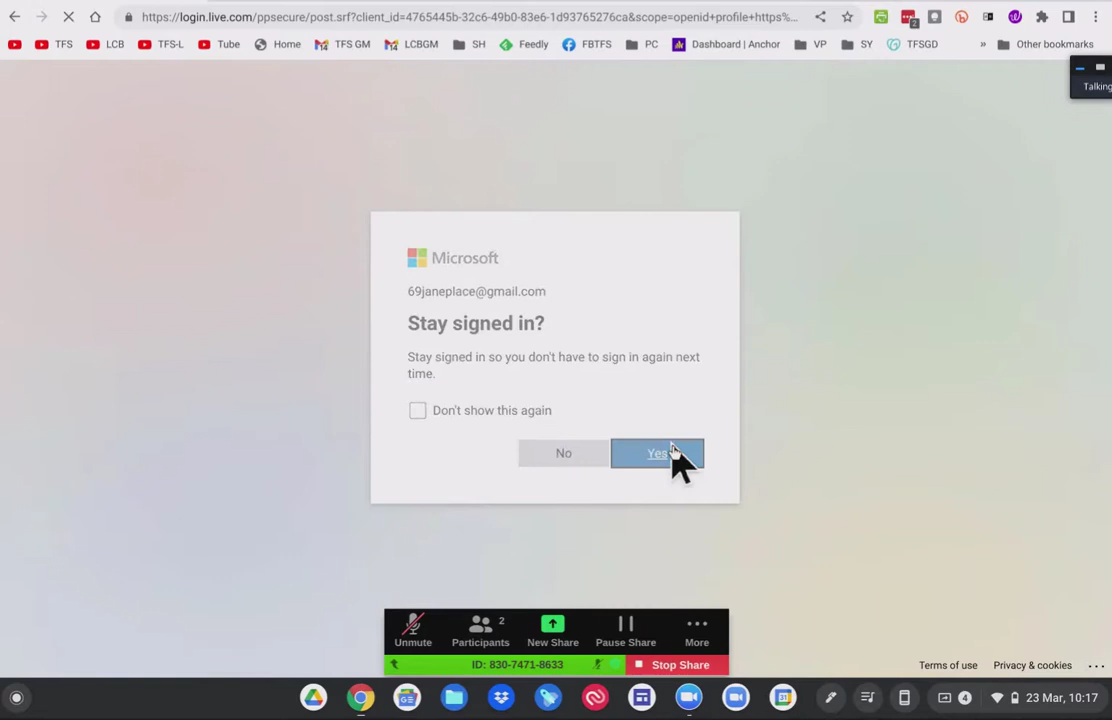 https://login.live.com/ppsecure/post.srf?client_id=4765445b-32c6-49b0-83e6-1d93765276ca&scope=openid+profile+https%...
2
TFS
LCB
TFS-L
Tube
Home
TFS GM
LCBGM
SH
Feedly
FBTFS
PC
Dashboard | Anchor
VP
SY
TFSGD
»
Other bookmarks
Talking
Microsoft
69janeplace@gmail.com
Stay signed in?
Stay signed in so you don't have to sign in again next
time.
Don't show this again
No
Yes
2
Unmute
Participants
New Share
Pause Share
More
ID: 830-7471-8633
Stop Share
Terms of use
Privacy & cookies
...
4
23 Mar, 10:17